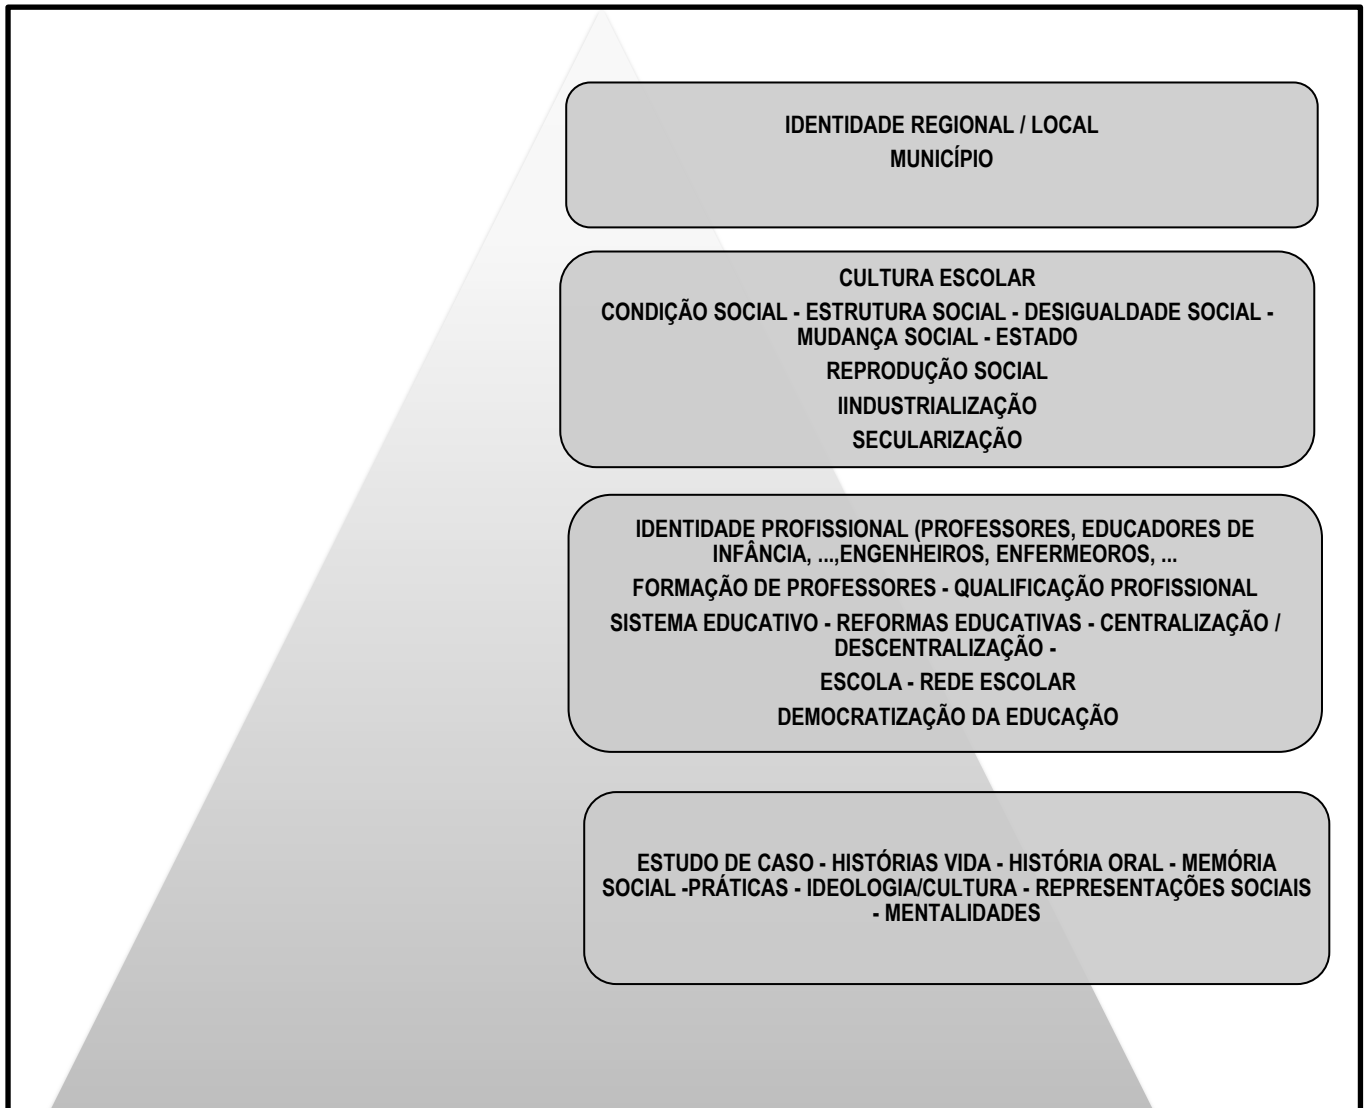 IDENTIDADE REGIONAL / LOCAL
MUNICÍPIO
CULTURA ESCOLAR
CONDIÇÃO SOCIAL - ESTRUTURA SOCIAL - DESIGUALDADE SOCIAL -
MUDANÇA SOCIAL - ESTADO
REPRODUÇÃO SOCIAL
IINDUSTRIALIZAÇÃO
SECULARIZAÇÃO
IDENTIDADE PROFISSIONAL (PROFESSORES, EDUCADORES DE
INFÂNCIA, ...,ENGENHEIROS, ENFERMEOROS, ...
FORMAÇÃO DE PROFESSORES - QUALIFICAÇÃO PROFISSIONAL
SISTEMA EDUCATIVO - REFORMAS EDUCATIVAS - CENTRALIZAÇÃO /
DESCENTRALIZAÇÃO -
ESCOLA - REDE ESCOLAR
DEMOCRATIZAÇÃO DA EDUCAÇÃO
ESTUDO DE CASO - HISTÓRIAS VIDA - HISTÓRIA ORAL - MEMÓRIA
SOCIAL -PRÁTICAS - IDEOLOGIA/CULTURA - REPRESENTAÇÕES SOCIAIS
- MENTALIDADES